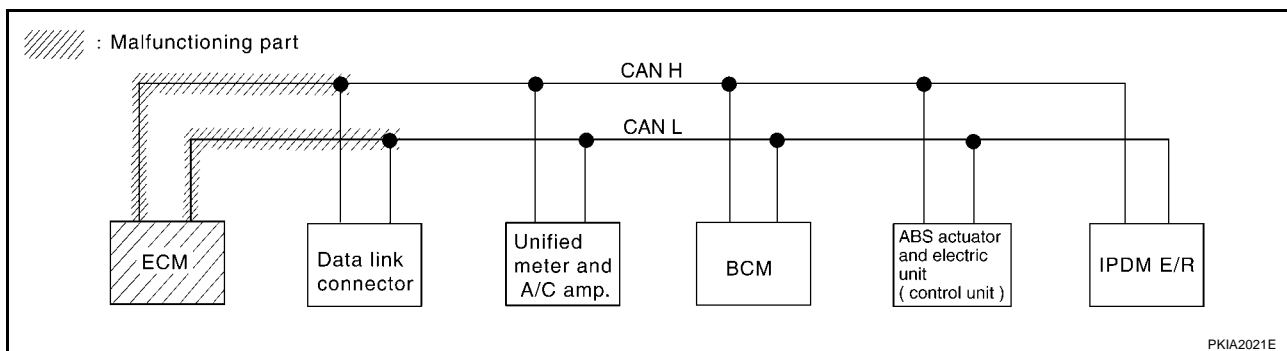 : Malfunctioning part
CAN H
CAN L
ECM
Data link
connector
Unified
meter and
A/C amp.
BCM
ABS actuator
and electric
unit
( control unit )
IPDM E/R
PKIA2021E